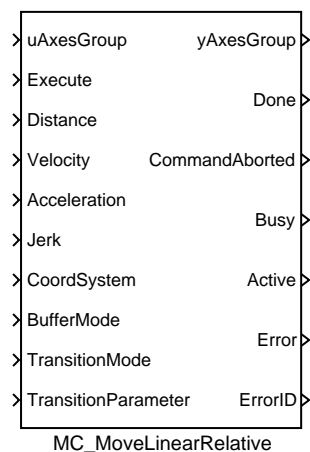 uAxesGroup
Execute
Distance
Velocity
Acceleration
Jerk
CoordSystem
BufferMode
TransitionMode
TransitionParameter
yAxesGroup
Done
CommandAborted
Busy
Active
Error
ErrorID
MC_MoveLinearRelative